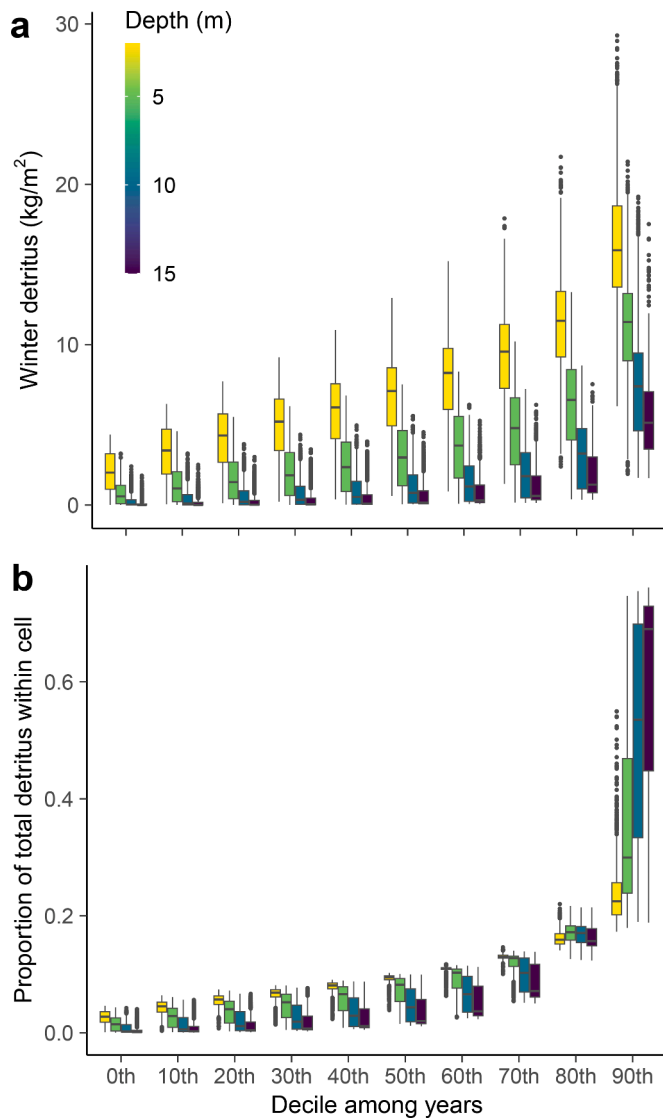 a
Depth (m)
5
10
15
30
20
10
0
Winter detritus (kg/m²)
b
0.6
0.4
0.2
0.0
Proportion of total detritus within cell
0th 10th 20th 30th 40th 50th 60th 70th 80th 90th
Decile among years